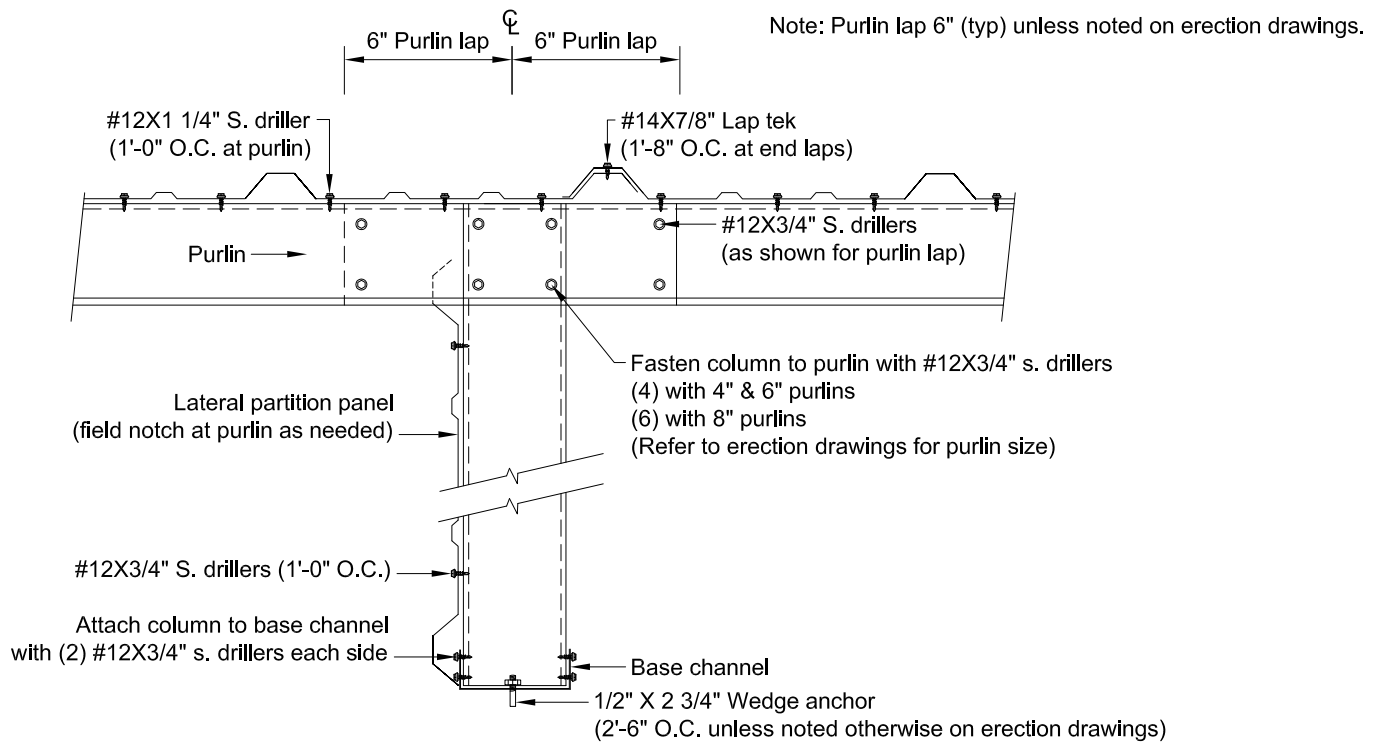 ℄
Note: Purlin lap 6" (typ) unless noted on erection drawings.
6" Purlin lap
6" Purlin lap
#12X1 1/4" S. driller
(1'-0" O.C. at purlin)
#14X7/8" Lap tek
(1'-8" O.C. at end laps)
#12X3/4" S. drillers
(as shown for purlin lap)
Purlin
Fasten column to purlin with #12X3/4" s. drillers
(4) with 4" & 6" purlins
(6) with 8" purlins
(Refer to erection drawings for purlin size)
Lateral partition panel
(field notch at purlin as needed)
#12X3/4" S. drillers (1'-0" O.C.)
Attach column to base channel
with (2) #12X3/4" s. drillers each side
Base channel
1/2" X 2 3/4" Wedge anchor
(2'-6" O.C. unless noted otherwise on erection drawings)